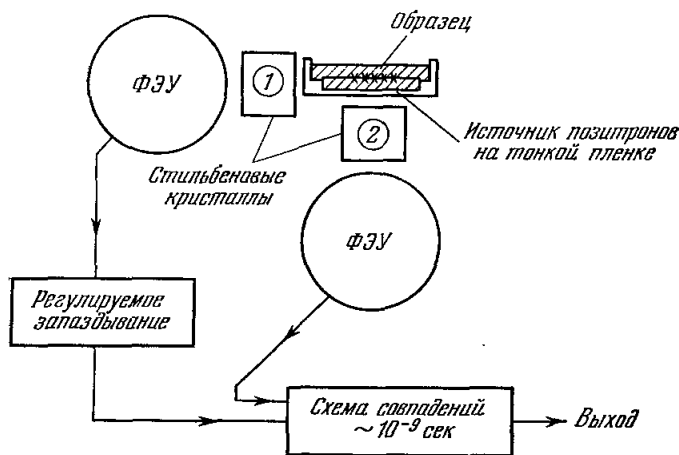 Образец
ФЭУ
1
2
Источник позитронов
на тонкой пленке
Стильбеновые
кристаллы
ФЭУ
Регулируемое
запаздывание
Схема совпадений
~10⁻⁹ сек
Выход